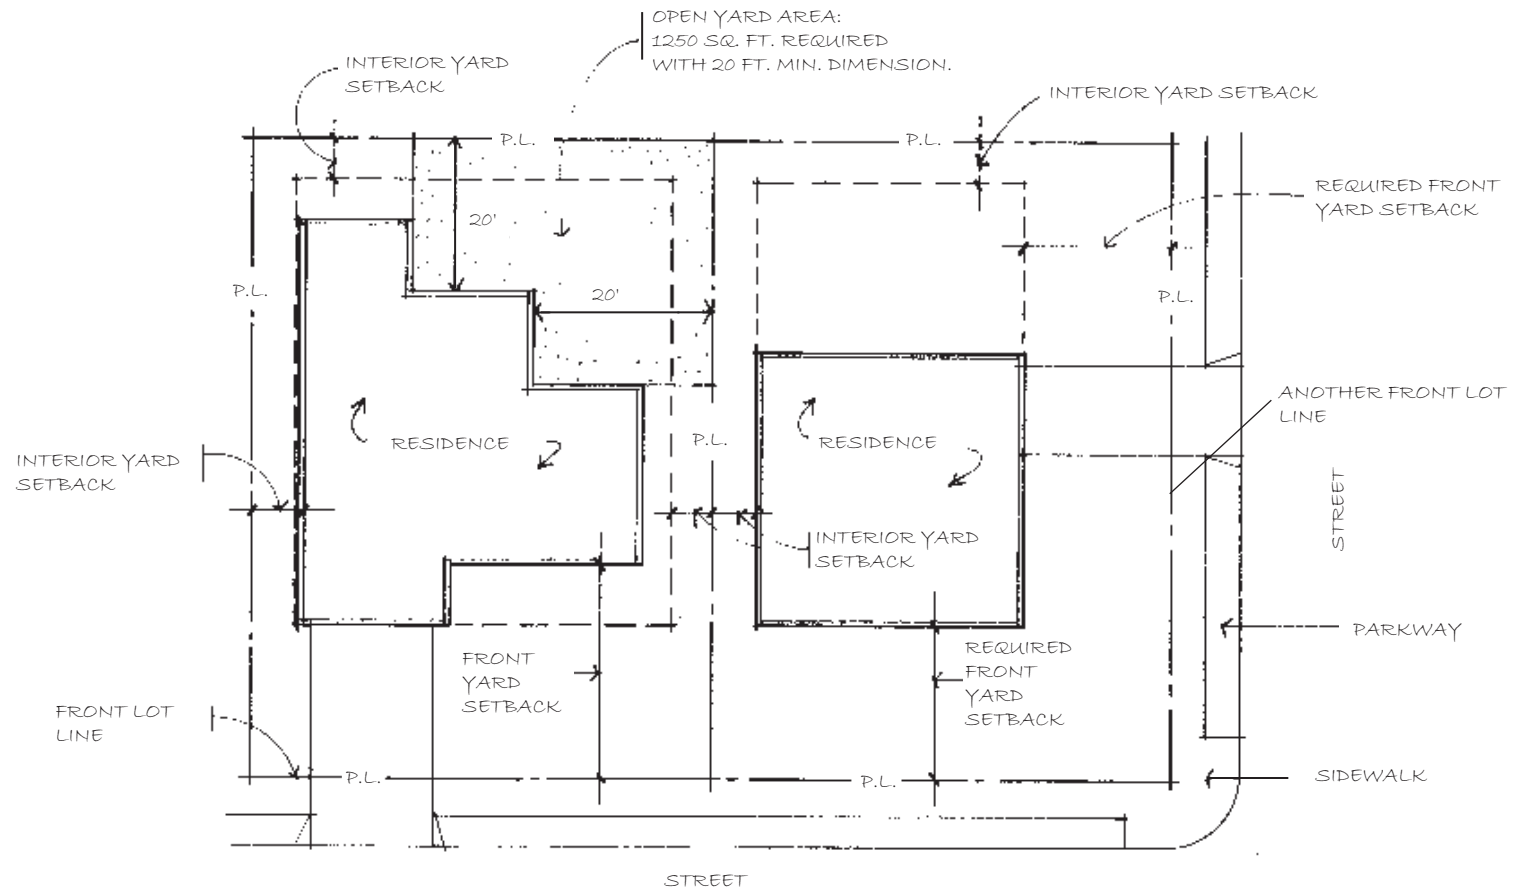 OPEN YARD AREA:
1250 SQ. FT. REQUIRED
WITH 20 FT. MIN. DIMENSION.
INTERIOR YARD
SETBACK
INTERIOR YARD SETBACK
P.L.
P.L.
REQUIRED FRONT
YARD SETBACK
20'
P.L.
20'
P.L.
ANOTHER FRONT LOT
LINE
RESIDENCE
P.L.
RESIDENCE
INTERIOR YARD
SETBACK
STREET
INTERIOR YARD
SETBACK
PARKWAY
FRONT
YARD
SETBACK
REQUIRED
FRONT
YARD
SETBACK
FRONT LOT
LINE
P.L.
P.L.
SIDEWALK
STREET